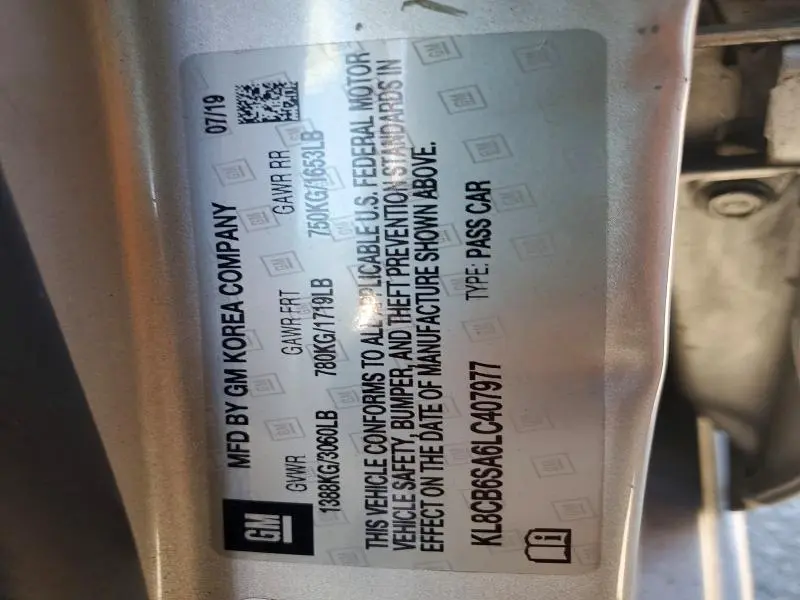 GM
MFD BY GM KOREA COMPANY 07/19
GVWR GAWR FRT GAWR RR
1388KG/3060LB 780KG/1719LB 750KG/1653LB
THIS VEHICLE CONFORMS TO ALL APPLICABLE U.S. FEDERAL MOTOR
VEHICLE SAFETY, BUMPER, AND THEFT PREVENTION STANDARDS IN
EFFECT ON THE DATE OF MANUFACTURE SHOWN ABOVE.
KL8CB6SA6LC407977 TYPE: PASS CAR